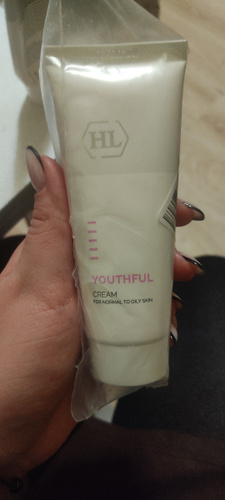 HL
YOUTHFUL
CREAM
FOR NORMAL TO OILY SKIN